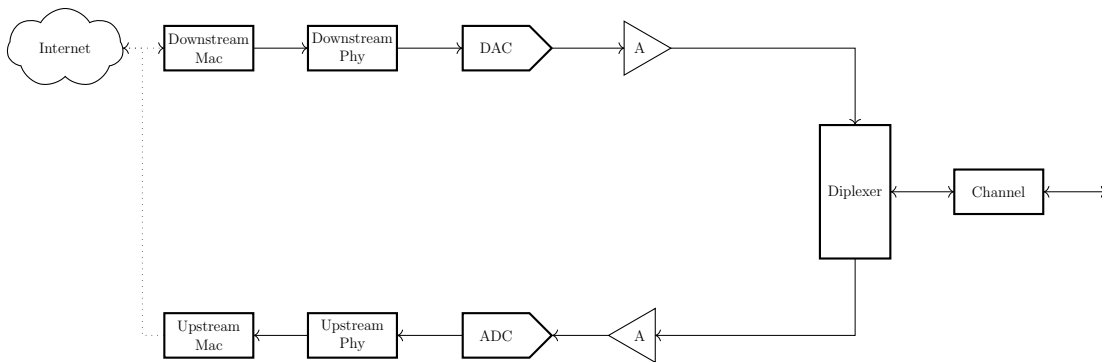 Internet
Downstream
Mac
Downstream
Phy
DAC
A
Diplexer
Channel
Upstream
Mac
Upstream
Phy
ADC
A